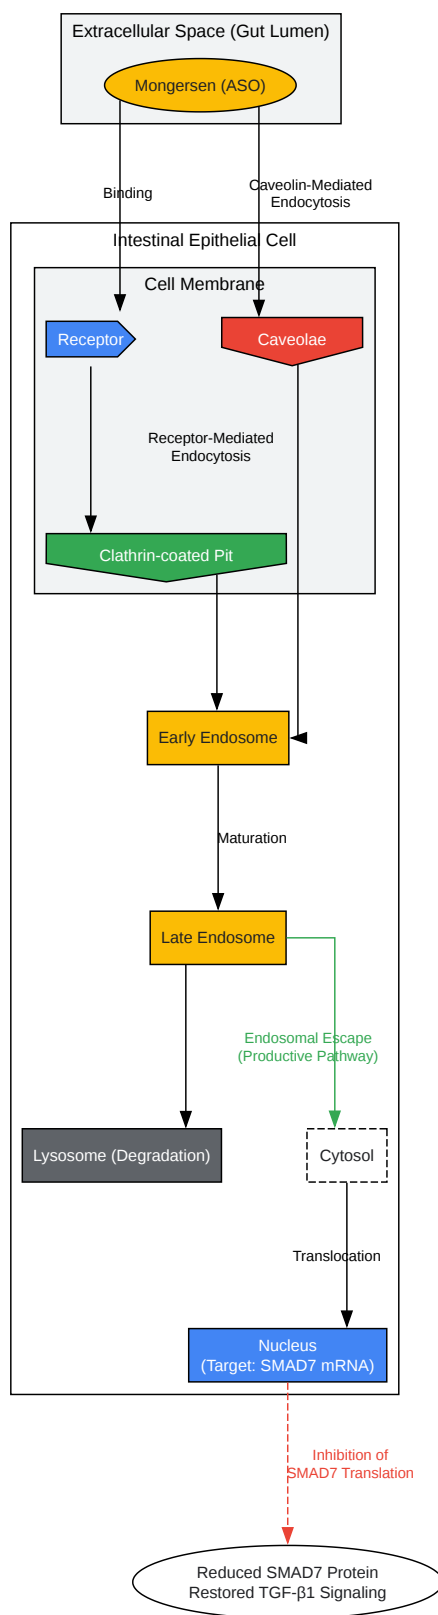 Extracellular Space (Gut Lumen)
Mongersen (ASO)
Binding
Caveolin-Mediated
Endocytosis
Intestinal Epithelial Cell
Cell Membrane
Receptor
Caveolae
Receptor-Mediated
Endocytosis
Clathrin-coated Pit
Early Endosome
Maturation
Late Endosome
Endosomal Escape
(Productive Pathway)
Lysosome (Degradation)
Cytosol
Translocation
Nucleus
(Target: SMAD7 mRNA)
Inhibition of
SMAD7 Translation
Reduced SMAD7 Protein
Restored TGF-β1 Signaling